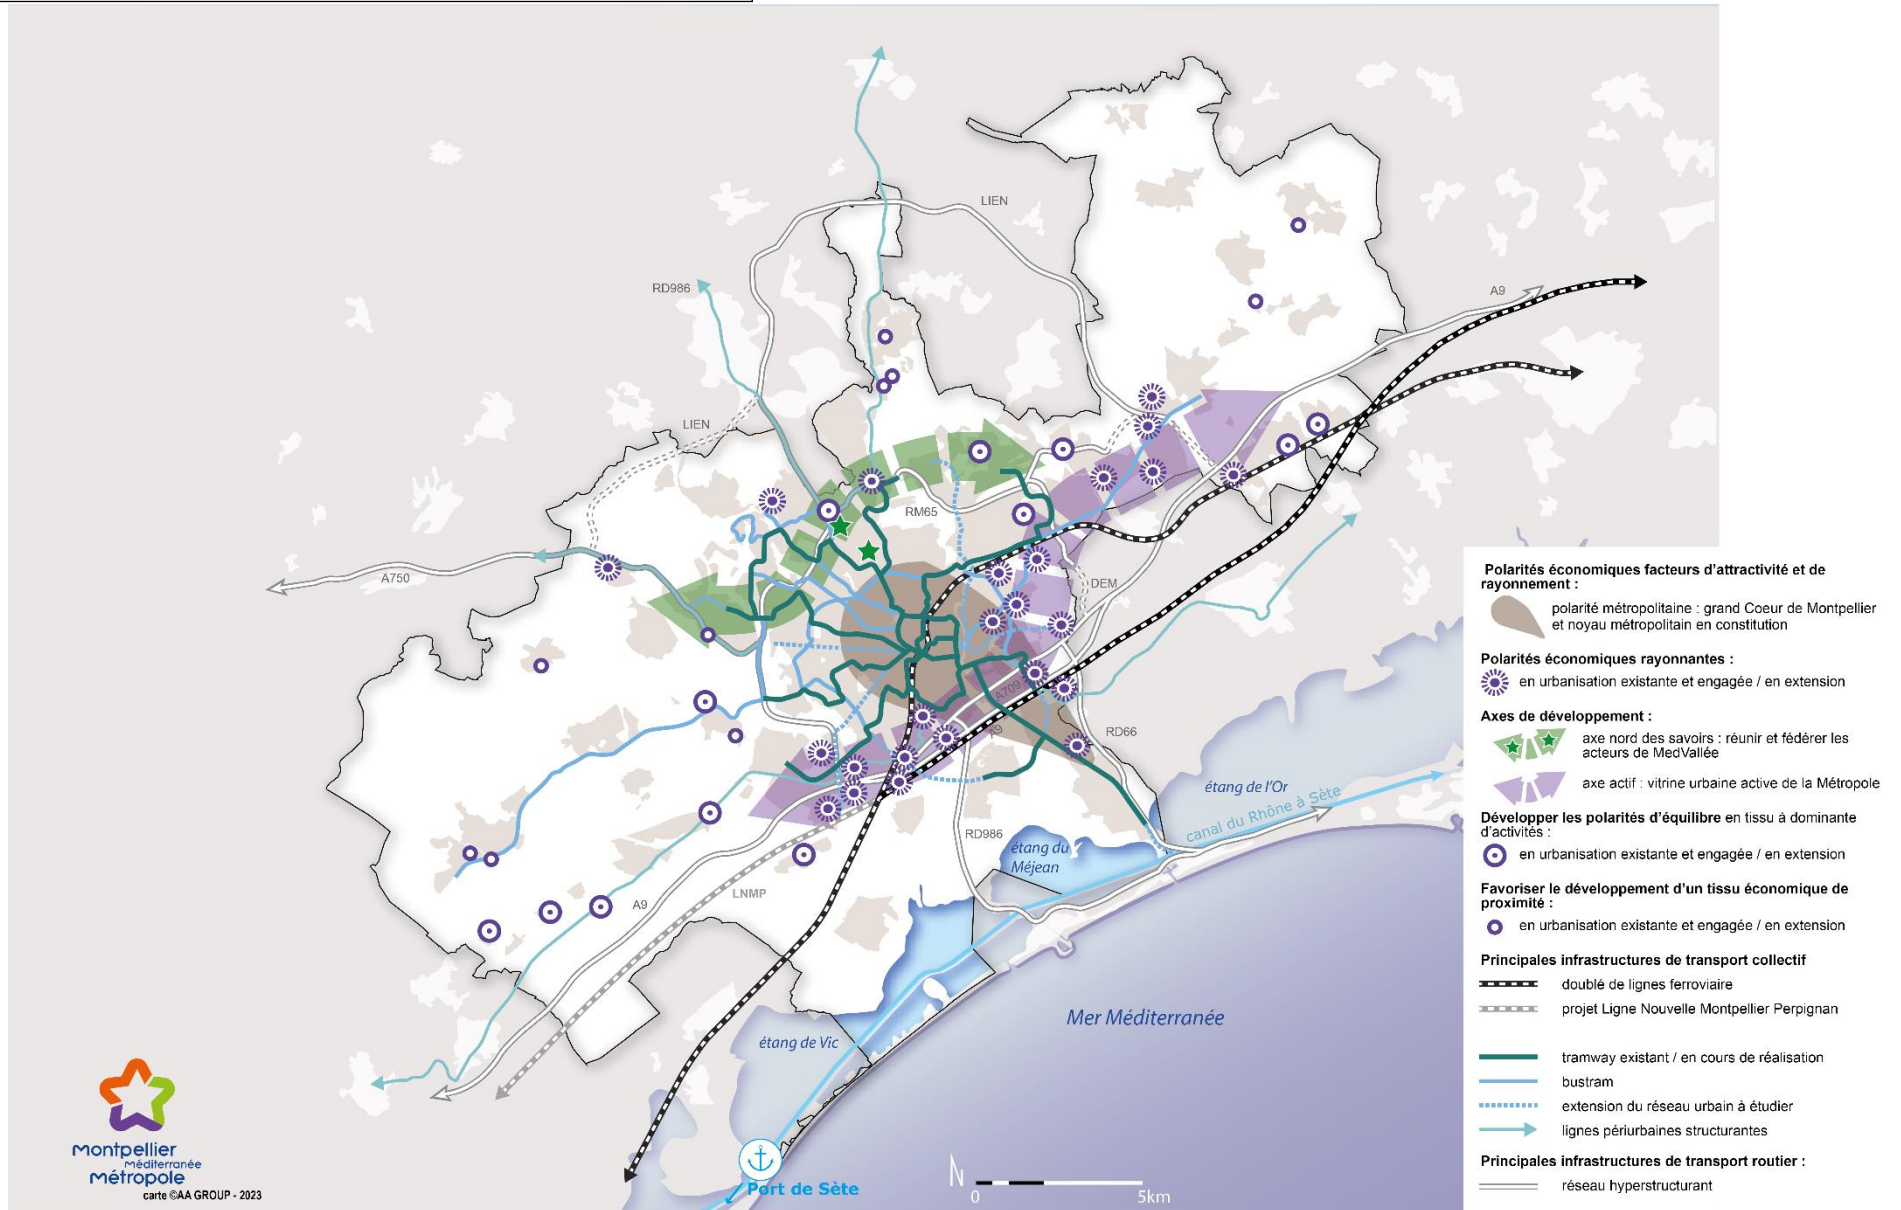 LIEN
RD986
A9
LIEN
RM65
A750
DEM
A709
A9
RD66
étang de l'Or
canal du Rhône à Sète
RD986
étang du
Méjean
LNMP
A9
étang de Vic
Mer Méditerranée
Port de Sète
N
0
5km
montpellier
méditerranée
métropole
carte ©AA GROUP - 2023
Polarités économiques facteurs d'attractivité et de
rayonnement :
polarité métropolitaine : grand Coeur de Montpellier
et noyau métropolitain en constitution
Polarités économiques rayonnantes :
en urbanisation existante et engagée / en extension
Axes de développement :
axe nord des savoirs : réunir et fédérer les
acteurs de MedVallée
axe actif : vitrine urbaine active de la Métropole
Développer les polarités d'équilibre en tissu à dominante
d'activités :
en urbanisation existante et engagée / en extension
Favoriser le développement d'un tissu économique de
proximité :
en urbanisation existante et engagée / en extension
Principales infrastructures de transport collectif
doublé de lignes ferroviaire
projet Ligne Nouvelle Montpellier Perpignan
tramway existant / en cours de réalisation
bustram
extension du réseau urbain à étudier
lignes périurbaines structurantes
Principales infrastructures de transport routier :
réseau hyperstructurant